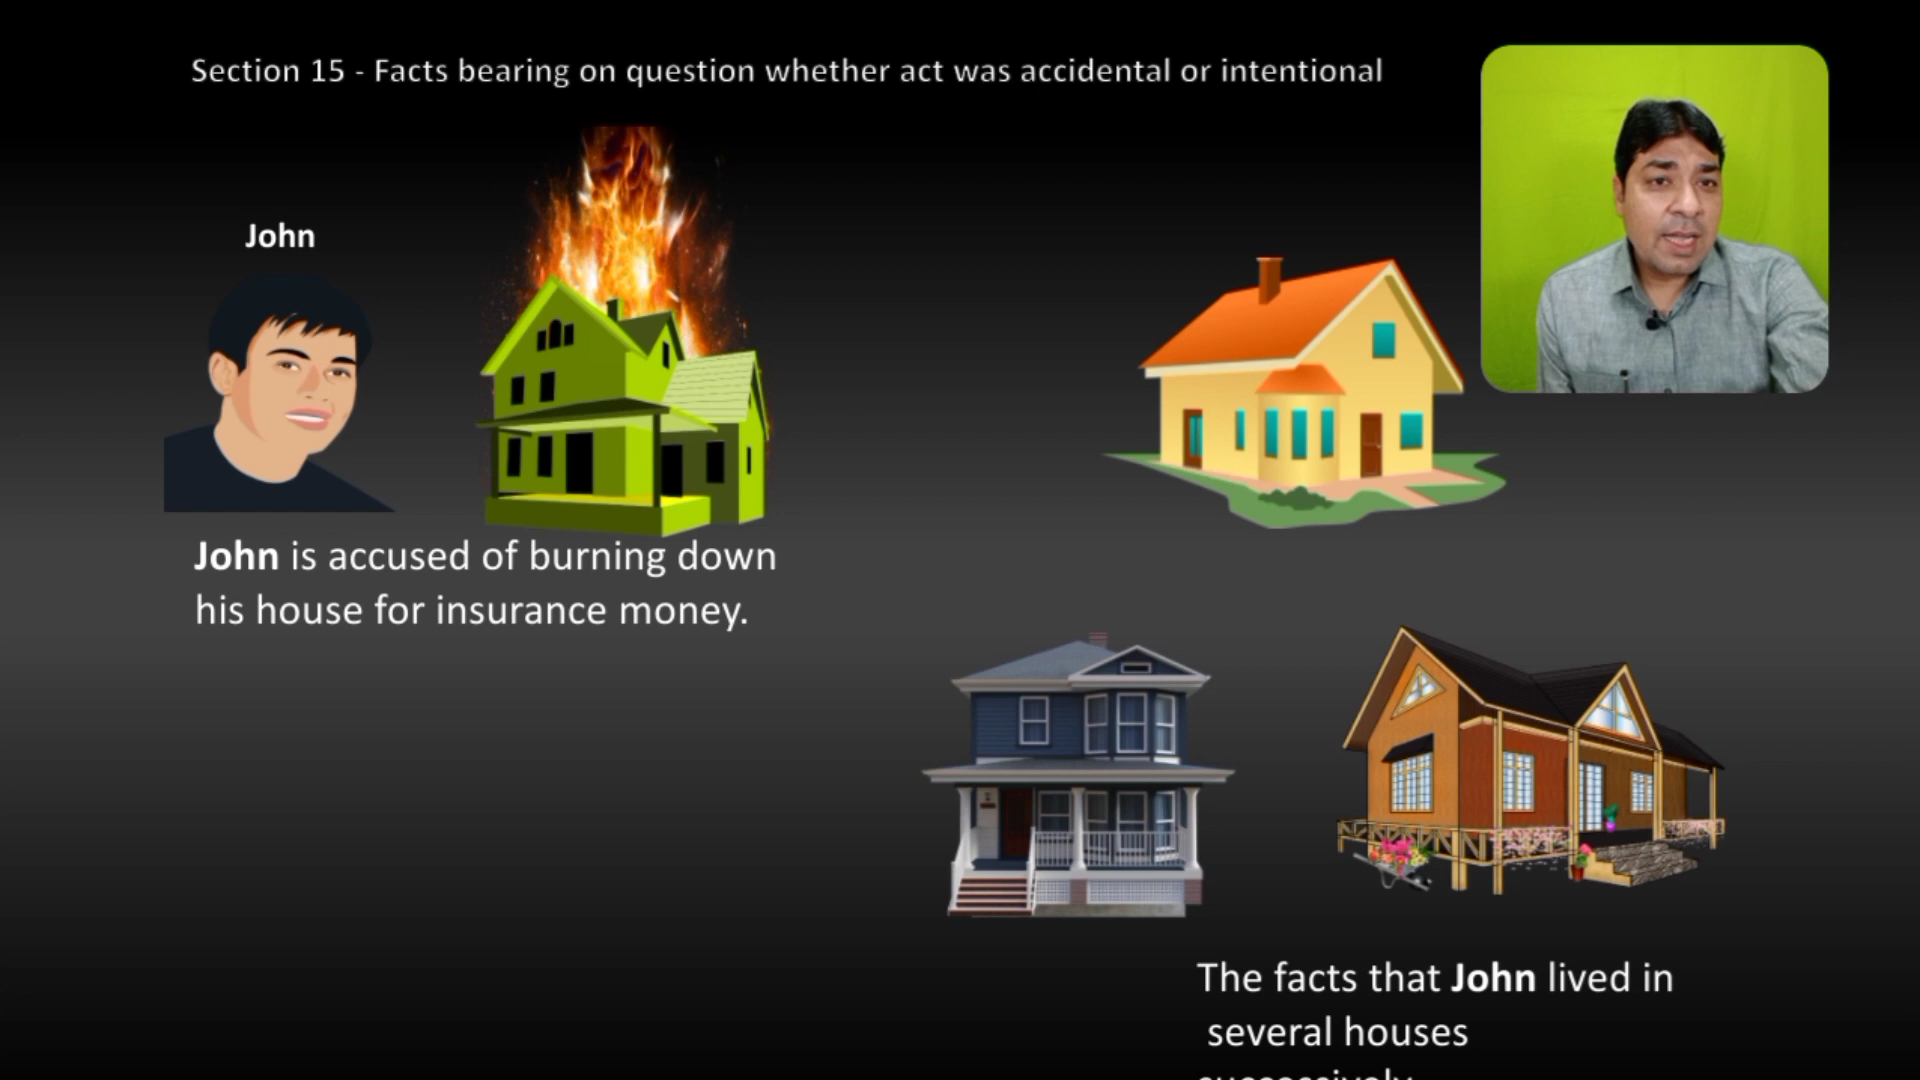 Section 15 - Facts bearing on question whether act was accidental or intentional
John
John is accused of burning down
his house for insurance money.
The facts that John lived in
several houses